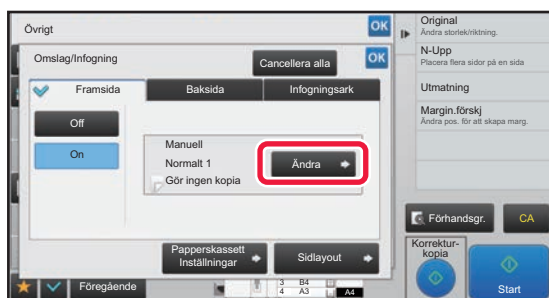 Övrigt
OK
Omslag/Infogning
Cancellera alla
OK
Framsida
Baksida
Infogningsark
Off
On
Manuell
Normalt 1
Gör ingen kopia
Ändra
Papperskassett
Inställningar
Sidlayout
Föregående
3 B4
4 A3
A4
Original
Ändra storlek/riktning.
N-Upp
Placera flera sidor på en sida
Utmatning
Margin.förskj
Ändra pos. för att skapa marg.
Förhandsgr.
CA
Korrektur-
kopia
Start